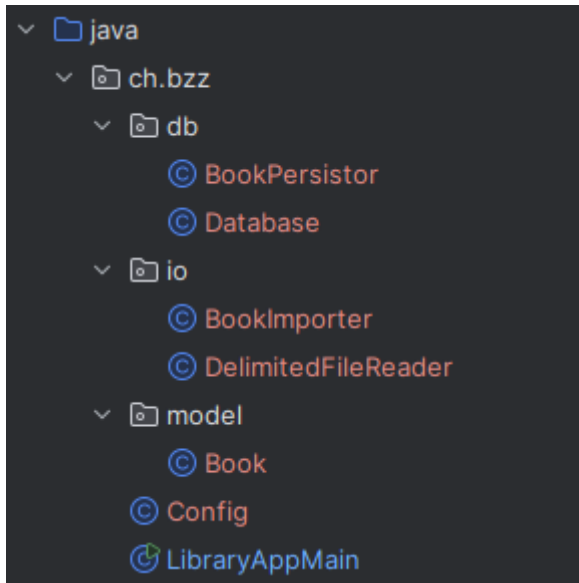 java
ch.bzz
db
BookPersistor
Database
io
BookImporter
DelimitedFileReader
model
Book
Config
LibraryAppMain